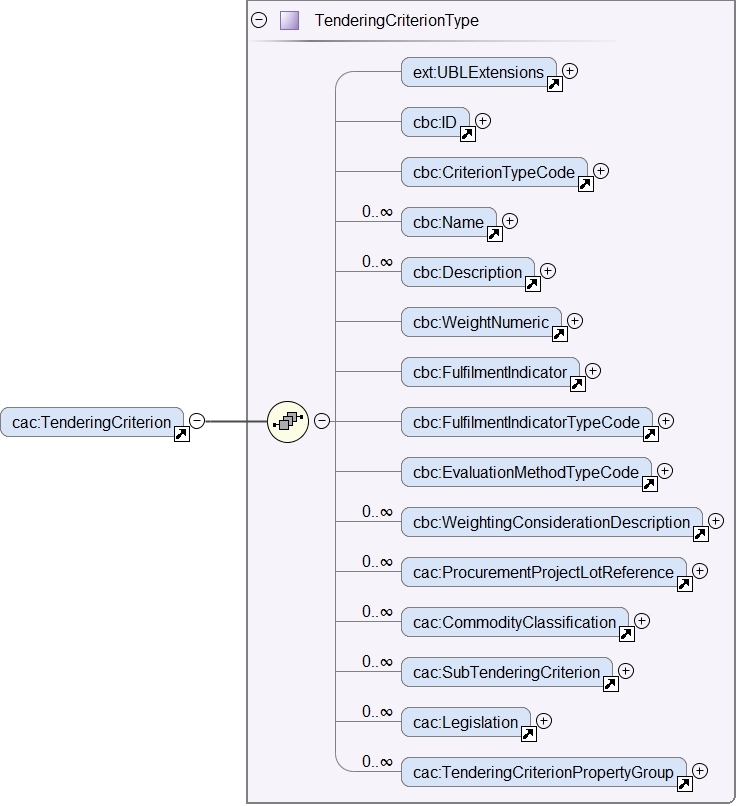 TenderingCriterionType
ext:UBLExtensions
cbc:ID
cbc:CriterionTypeCode
0..∞
cbc:Name
0..∞
cbc:Description
cbc:WeightNumeric
cbc:FulfilmentIndicator
cac:TenderingCriterion
cbc:FulfilmentIndicatorTypeCode
cbc:EvaluationMethodTypeCode
0..∞
cbc:WeightingConsiderationDescription
0..∞
cac:ProcurementProjectLotReference
0..∞
cac:CommodityClassification
0..∞
cac:SubTenderingCriterion
0..∞
cac:Legislation
0..∞
cac:TenderingCriterionPropertyGroup